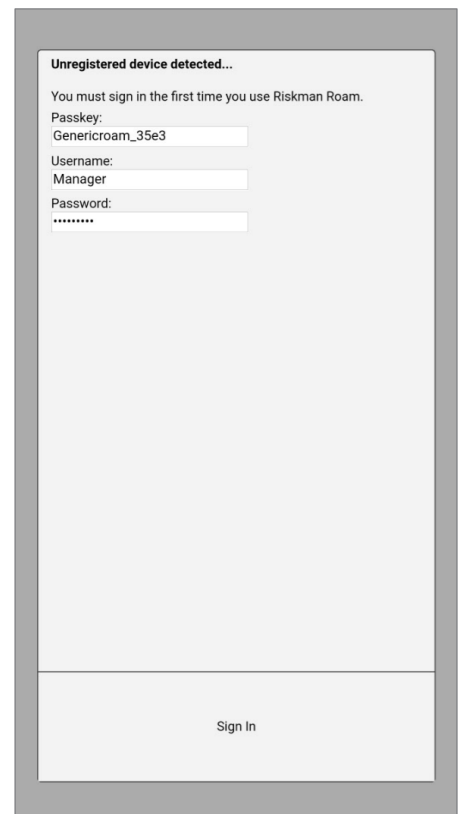 Unregistered device detected...
You must sign in the first time you use Riskman Roam.
Passkey:
Genericroam_35e3
Username:
Manager
Password:
•••••••••
Sign In